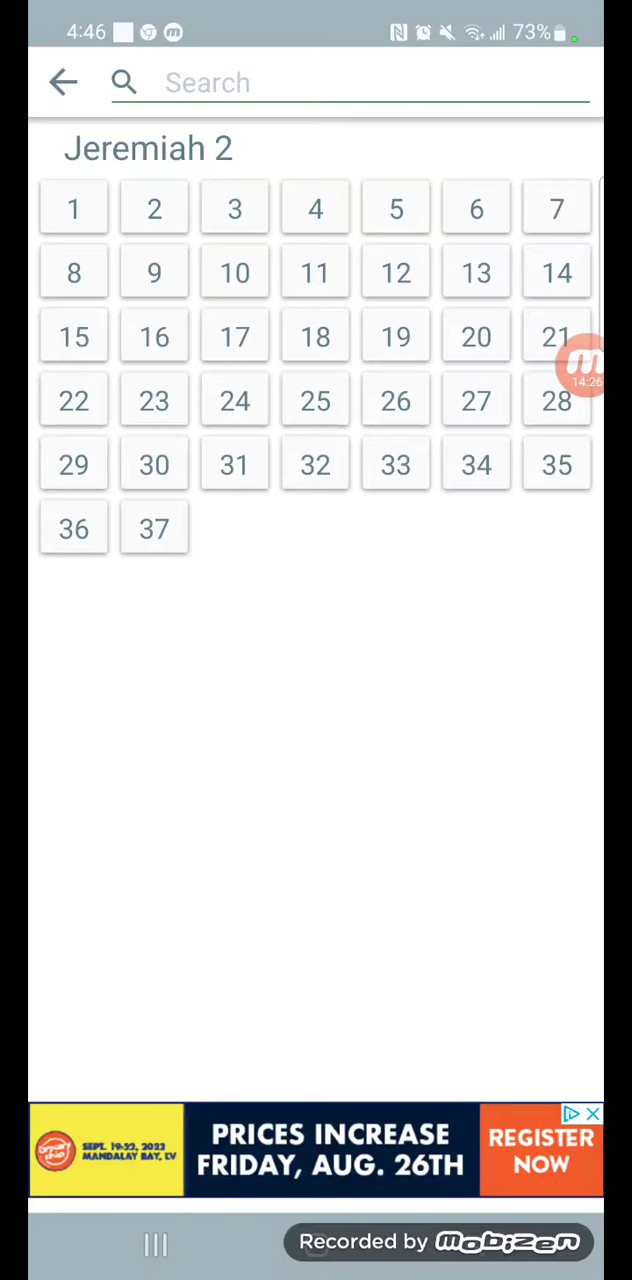 4:46 m 73%
Search
Jeremiah 2
1 2 3 4 5 6 7
8 9 10 11 12 13 14
15 16 17 18 19 20 21
22 23 24 25 26 27 28
29 30 31 32 33 34 35
36 37
m
14:26
SEPT. 19-22, 2022
MANDALAY BAY, LV
PRICES INCREASE
FRIDAY, AUG. 26TH
REGISTER
NOW
Recorded by mobizen